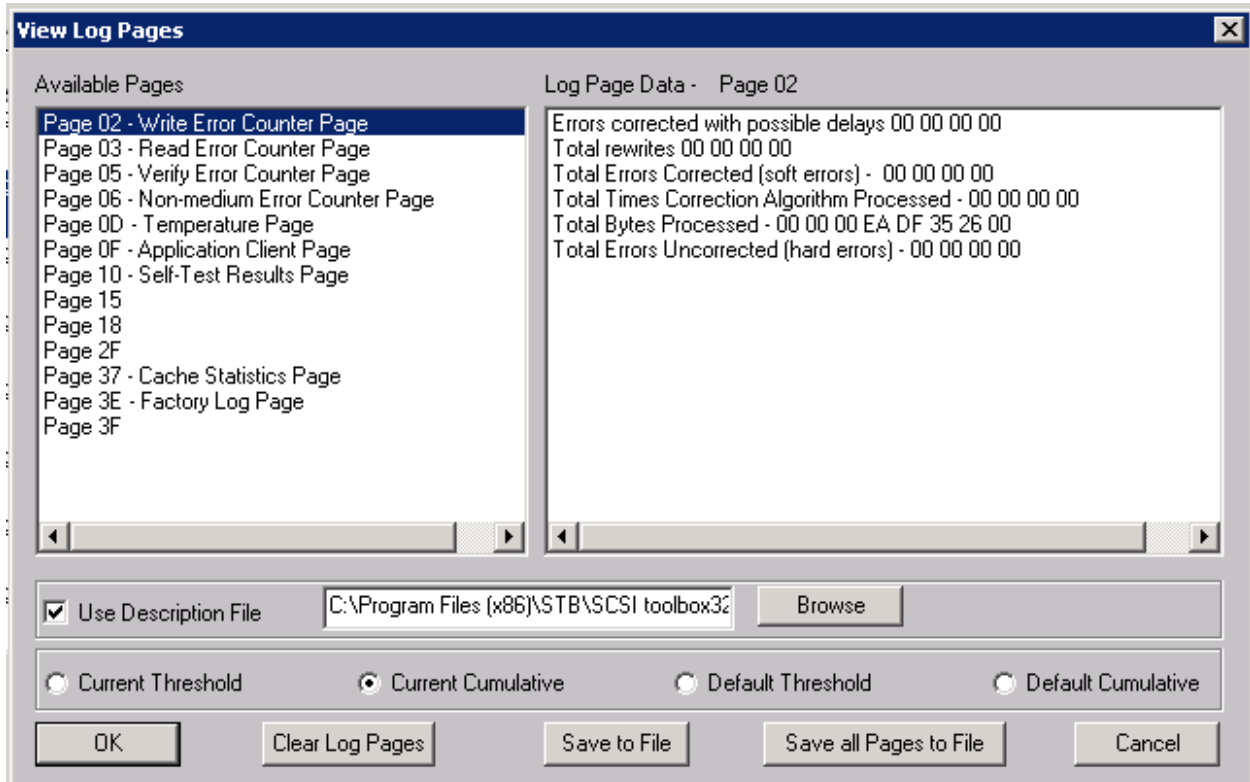 View Log Pages
Available Pages
Page 02 - Write Error Counter Page
Page 03 - Read Error Counter Page
Page 05 - Verify Error Counter Page
Page 06 - Non-medium Error Counter Page
Page 0D - Temperature Page
Page 0F - Application Client Page
Page 10 - Self-Test Results Page
Page 15
Page 18
Page 2F
Page 37 - Cache Statistics Page
Page 3E - Factory Log Page
Page 3F
Log Page Data - Page 02
Errors corrected with possible delays 00 00 00 00
Total rewrites 00 00 00 00
Total Errors Corrected (soft errors) - 00 00 00 00
Total Times Correction Algorithm Processed - 00 00 00 00
Total Bytes Processed - 00 00 00 EA DF 35 26 00
Total Errors Uncorrected (hard errors) - 00 00 00 00
Use Description File
C:\Program Files (x86)\STB\SCSI toolbox32
Browse
Current Threshold
Current Cumulative
Default Threshold
Default Cumulative
OK
Clear Log Pages
Save to File
Save all Pages to File
Cancel